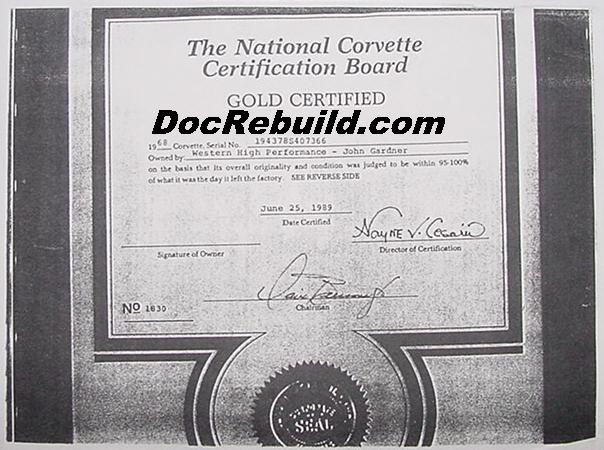 The National Corvette
Certification Board
GOLD CERTIFIED
DocRebuild.com
1968 Corvette, Serial No. 194378S407366
Owned by: Western High Performance - John Gardner
on the basis that its overall originality and condition was judged to be within 95-100%
of what it was the day it left the factory. SEE REVERSE SIDE
June 25, 1989
Date Certified
Director of Certification
Signature of Owner
Chairman
No 1830
SEAL